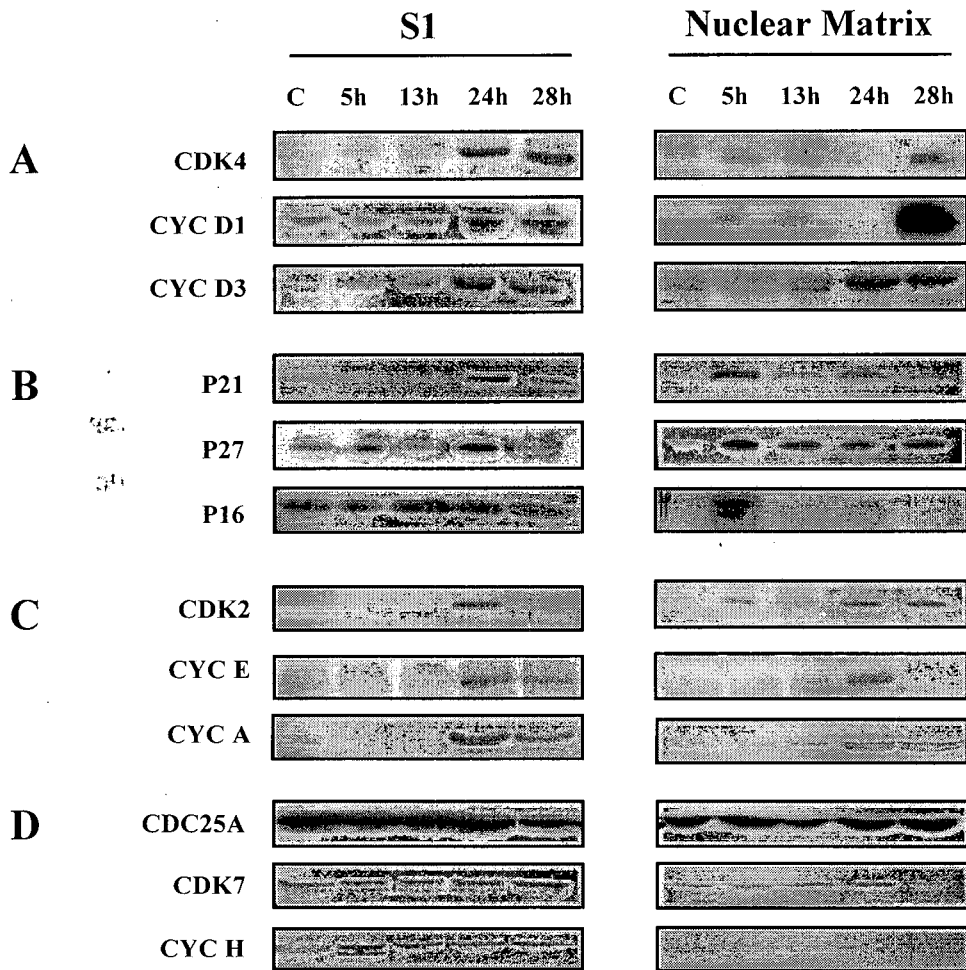 S1 Nuclear Matrix
C 5h 13h 24h 28h C 5h 13h 24h 28h
A CDK4
CYC D1
CYC D3
B P21
P27
P16
C CDK2
CYC E
CYC A
D CDC25A
CDK7
CYC H